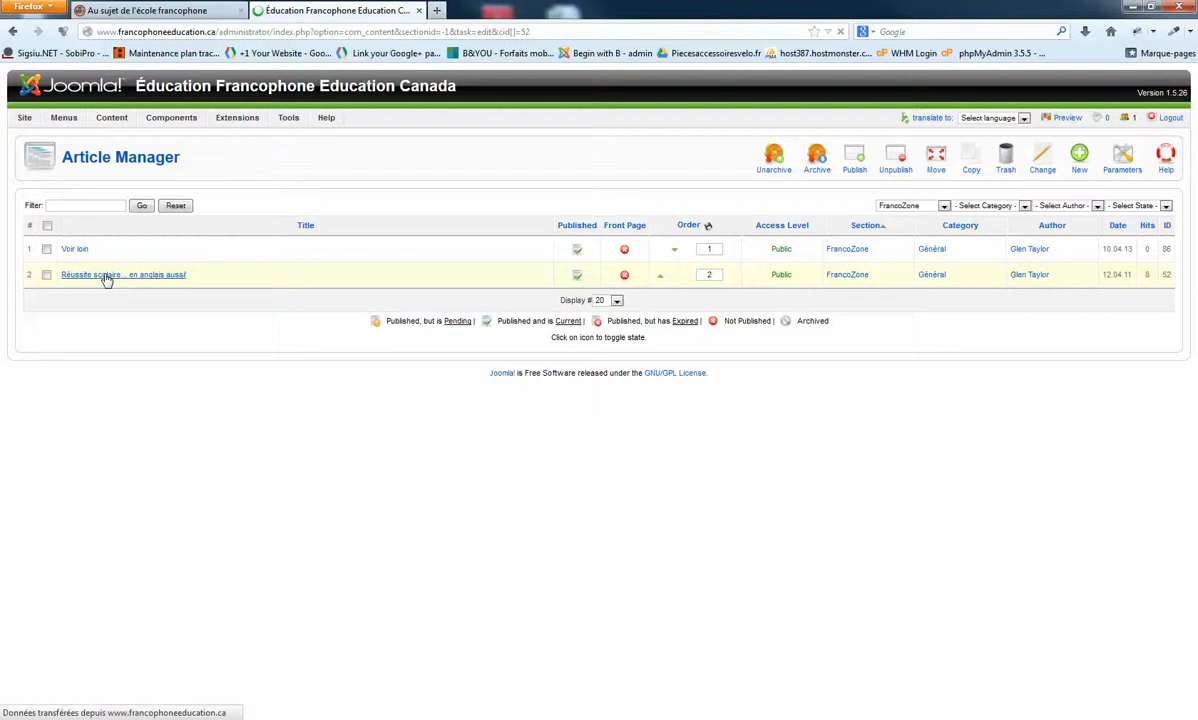 Firefox
Au sujet de l'école francophone
Éducation Francophone Education C...
www.francophoneeducation.ca/administrator/index.php?option=com_content&sectionid=-1&task=edit&cid[]=52
Google
Sigsiu.NET - SobiPro - ...
Maintenance plan trac...
+1 Your Website - Goo...
Link your Google+ pa...
B&YOU - Forfaits mob...
Begin with B - admin
Piecesaccessoiresvelo.fr
host387.hostmonster.c...
WHM Login
phpMyAdmin 3.5.5 - ...
Marque-pages
Joomla! Éducation Francophone Education Canada
Version 1.5.26
Site Menus Content Components Extensions Tools Help
translate to: Select language Preview 0 1 Logout
Article Manager
Unarchive Archive Publish Unpublish Move Copy Trash Change New Parameters Help
Filter: Go Reset FrancoZone - Select Category - - Select Author - - Select State -
# Title Published Front Page Order Access Level Section Category Author Date Hits ID
1 Voir loin 1 Public FrancoZone Général Glen Taylor 10.04.13 0 86
2 Réussite scolaire... en anglais aussi! 2 Public FrancoZone Général Glen Taylor 12.04.11 8 52
Display # 20
Published, but is Pending | Published and is Current | Published, but has Expired | Not Published | Archived
Click on icon to toggle state.
Joomla! is Free Software released under the GNU/GPL License.
Données transférées depuis www.francophoneeducation.ca